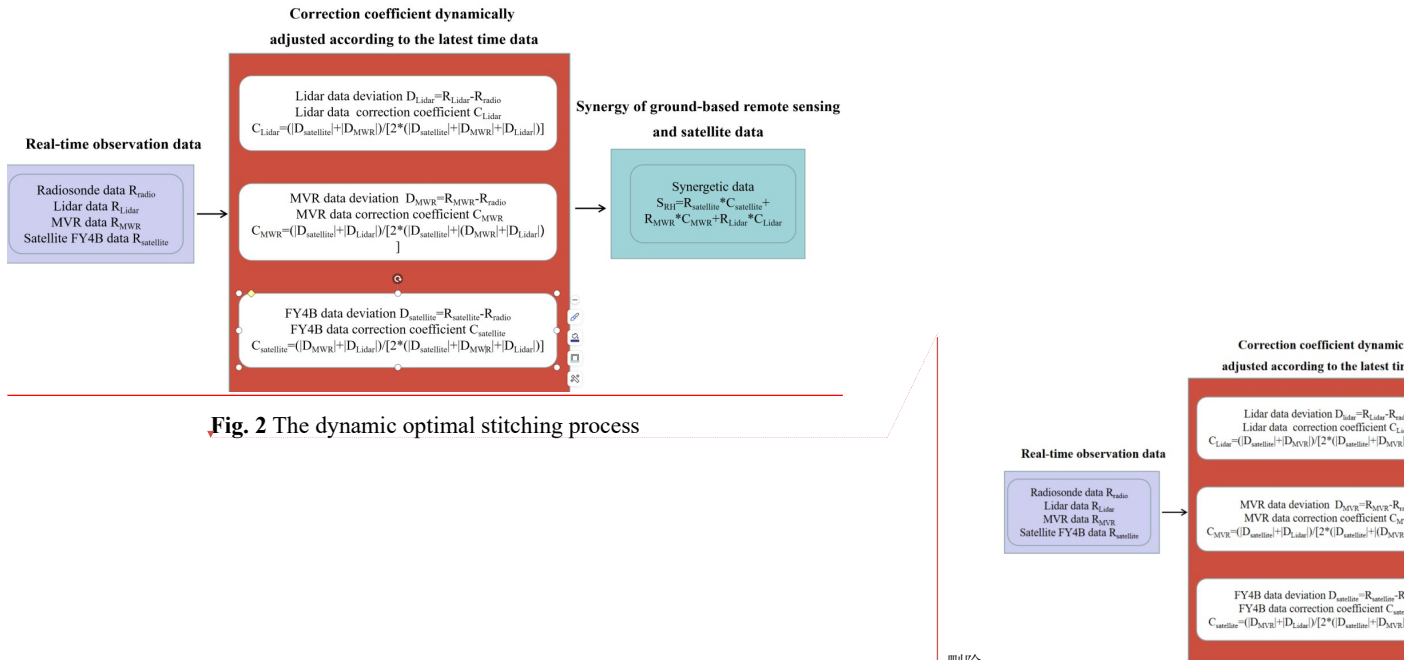 Correction coefficient dynamically
adjusted according to the latest time data
Lidar data deviation D_Lidar=R_Lidar-R_radio
Lidar data correction coefficient C_Lidar
C_Lidar=(|D_satellite|+|D_MWR|)/[2*(|D_satellite|+|D_MWR|+|D_Lidar|)]
Synergy of ground-based remote sensing
and satellite data
Real-time observation data
Radiosonde data R_radio
Lidar data R_Lidar
MVR data R_MWR
Satellite FY4B data R_satellite
MVR data deviation D_MWR=R_MWR-R_radio
MVR data correction coefficient C_MWR
C_MWR=(|D_satellite|+|D_Lidar|)/[2*(|D_satellite|+|(D_MWR|+|D_Lidar|)
]
Synergetic data
S_RH=R_satellite*C_satellite+
R_MWR*C_MWR+R_Lidar*C_Lidar
FY4B data deviation D_satellite=R_satellite-R_radio
FY4B data correction coefficient C_satellite
C_satellite=(|D_MWR|+|D_Lidar|)/[2*(|D_satellite|+|D_MWR|+|D_Lidar|)]
Fig. 2 The dynamic optimal stitching process
Correction coefficient dynamic
adjusted according to the latest
Lidar data deviation D_lidar=R_Lidar-R
Lidar data correction coefficient C
C_Lidar=(|D_satellite|+|D_MVR|)/[2*(|D_satellite|+|D_MVR|
Real-time observation data
Radiosonde data R_radio
Lidar data R_Lidar
MVR data R_MVR
Satellite FY4B data R_satellite
MVR data deviation D_MVR=R_MVR-R
MVR data correction coefficient C
C_MVR=(|D_satellite|+|D_Lidar|)/[2*(|D_satellite|+|(D_MVR
FY4B data deviation D_satellite=R_satellite-R
FY4B data correction coefficient C
C_satellite=(|D_MVR|+|D_Lidar|)/[2*(|D_satellite|+|D_MVR|